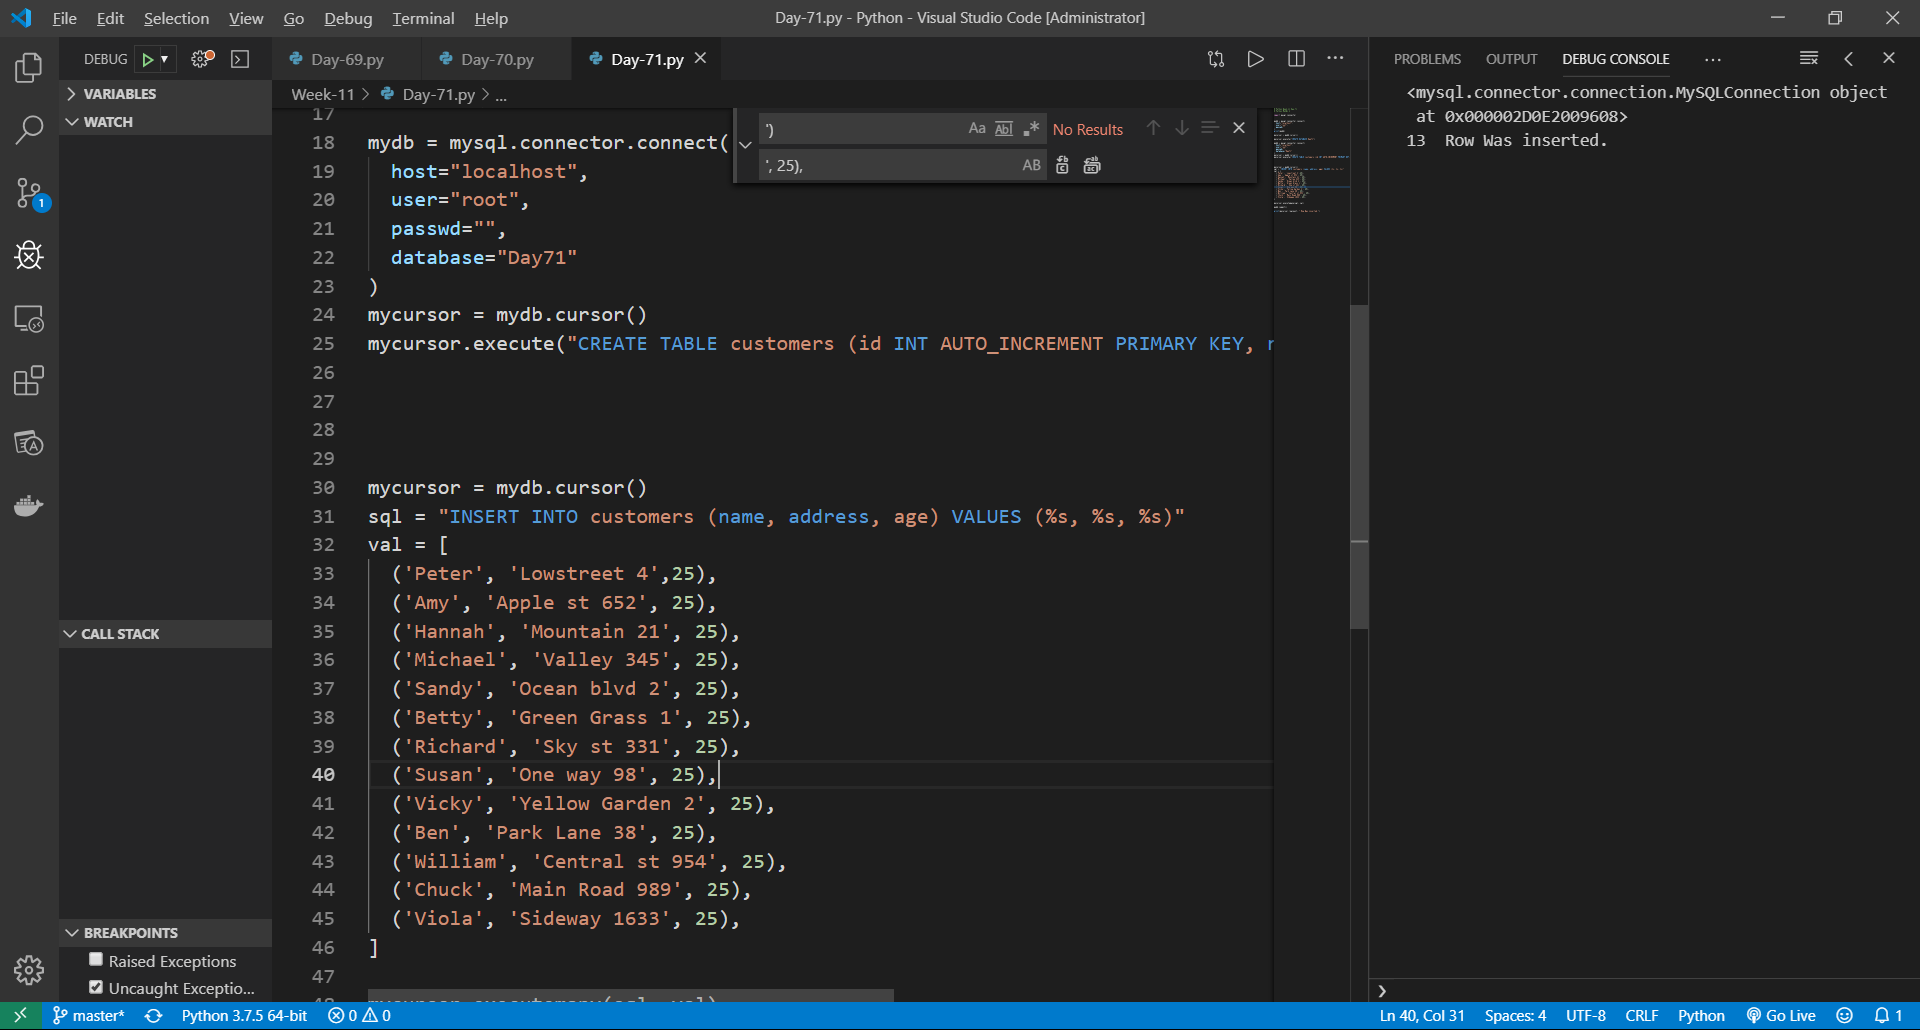 File Edit Selection View Go Debug Terminal Help
Day-71.py - Python - Visual Studio Code [Administrator]
DEBUG
Day-69.py
Day-70.py
Day-71.py
PROBLEMS OUTPUT DEBUG CONSOLE ...
VARIABLES
WATCH
CALL STACK
BREAKPOINTS
Raised Exceptions
Uncaught Exceptio...
1
Week-11 > Day-71.py > ...
')
Aa Abl .*
No Results
', 25),
AB
17
18 mydb = mysql.connector.connect(
19 host="localhost",
20 user="root",
21 passwd="",
22 database="Day71"
23 )
24 mycursor = mydb.cursor()
25 mycursor.execute("CREATE TABLE customers (id INT AUTO_INCREMENT PRIMARY KEY,
26
27
28
29
30 mycursor = mydb.cursor()
31 sql = "INSERT INTO customers (name, address, age) VALUES (%s, %s, %s)"
32 val = [
33 ('Peter', 'Lowstreet 4',25),
34 ('Amy', 'Apple st 652', 25),
35 ('Hannah', 'Mountain 21', 25),
36 ('Michael', 'Valley 345', 25),
37 ('Sandy', 'Ocean blvd 2', 25),
38 ('Betty', 'Green Grass 1', 25),
39 ('Richard', 'Sky st 331', 25),
40 ('Susan', 'One way 98', 25),
41 ('Vicky', 'Yellow Garden 2', 25),
42 ('Ben', 'Park Lane 38', 25),
43 ('William', 'Central st 954', 25),
44 ('Chuck', 'Main Road 989', 25),
45 ('Viola', 'Sideway 1633', 25),
46 ]
47
<mysql.connector.connection.MySQLConnection object
at 0x000002D0E2009608>
13 Row Was inserted.
master* Python 3.7.5 64-bit 0 0
Ln 40, Col 31 Spaces: 4 UTF-8 CRLF Python Go Live 1